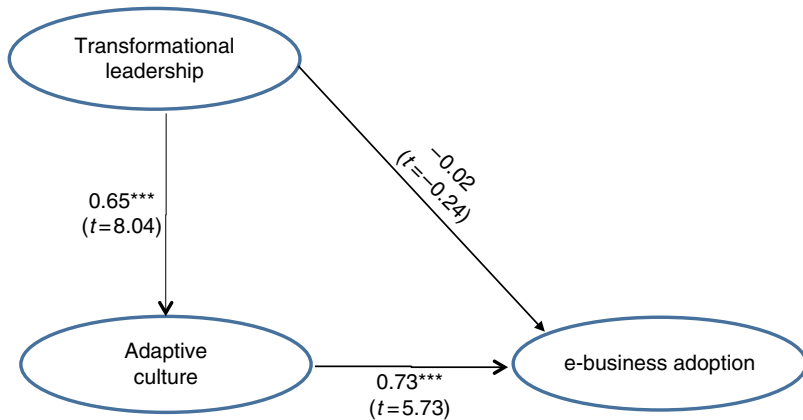 Transformational
leadership
−0.02
(t=−0.24)
0.65***
(t=8.04)
Adaptive
culture
e-business adoption
0.73***
(t=5.73)